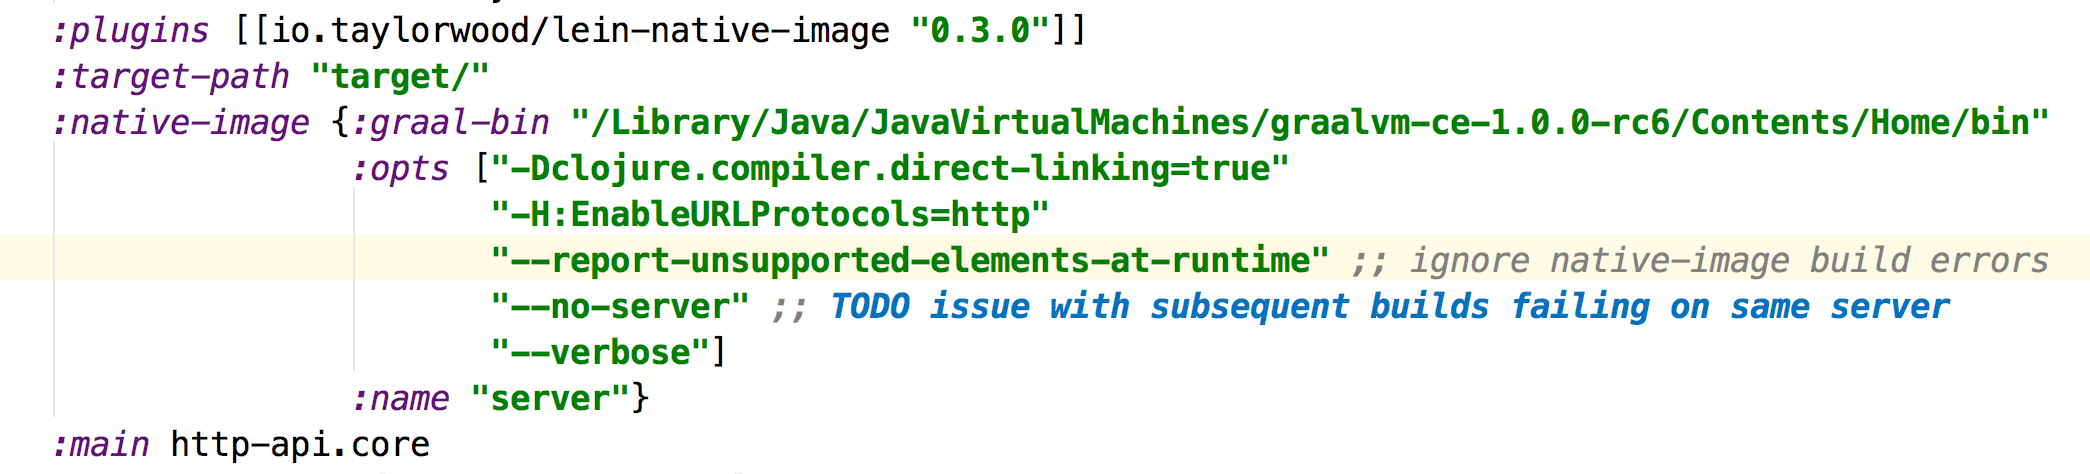 :plugins [[io.taylorwood/lein-native-image "0.3.0"]]
:target-path "target/"
:native-image {:graal-bin "/Library/Java/JavaVirtualMachines/graalvm-ce-1.0.0-rc6/Contents/Home/bin"
:opts ["-Dclojure.compiler.direct-linking=true"
"-H:EnableURLProtocols=http"
"--report-unsupported-elements-at-runtime" ;; ignore native-image build errors
"--no-server" ;; TODO issue with subsequent builds failing on same server
"--verbose"]
:name "server"}
:main http-api.core